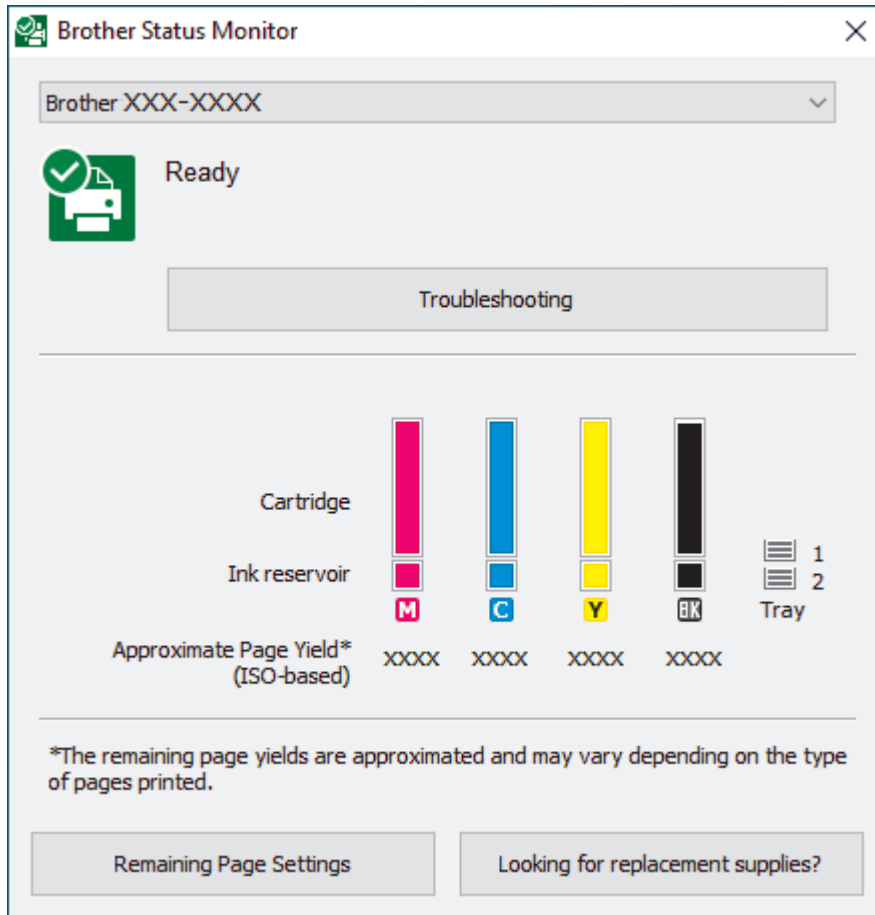 Brother Status Monitor
Brother XXX-XXXX
Ready
Troubleshooting
Cartridge
Ink reservoir
1
2
M C Y BK Tray
Approximate Page Yield*
(ISO-based)
XXXX XXXX XXXX XXXX
*The remaining page yields are approximated and may vary depending on the type
of pages printed.
Remaining Page Settings
Looking for replacement supplies?